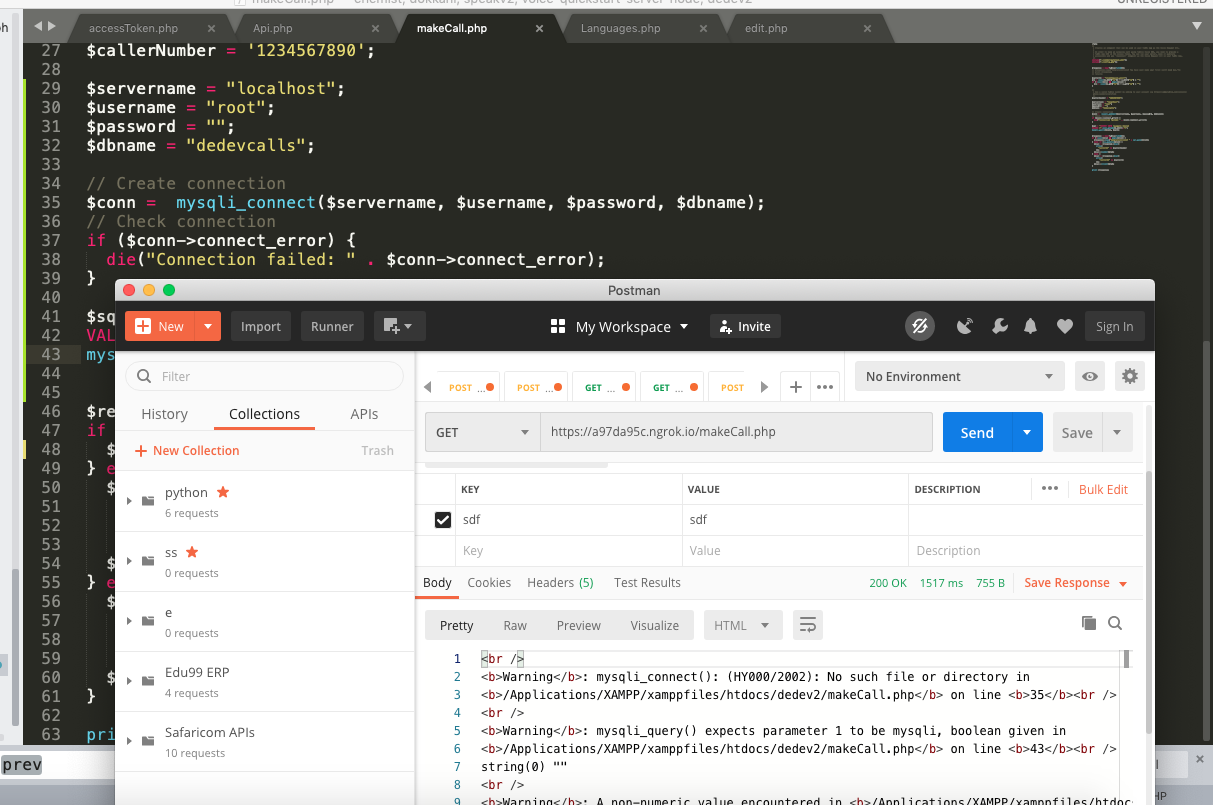 makeCall.php — chemist, dokkani, speakv2, voice-quickstart-server-node, dedev2
UNREGISTERED
accessToken.php × Api.php × makeCall.php × Languages.php × edit.php ×
27 $callerNumber = '1234567890';
28
29 $servername = "localhost";
30 $username = "root";
31 $password = "";
32 $dbname = "dedevcalls";
33
34 // Create connection
35 $conn =  mysqli_connect($servername, $username, $password, $dbname);
36 // Check connection
37 if ($conn->connect_error) {
38   die("Connection failed: " . $conn->connect_error);
39 }
40
41 $sq
42 VAL
43 mys
44
45
46 $re
47 if
48 $
49 } e
50 $
51
52
53
54 $
55 } e
56 $
57
58
59
60 $
61 }
62
63 pri
prev
Postman
New Import Runner My Workspace Invite Sign In
Filter
History Collections APIs
+ New Collection Trash
python
6 requests
ss
0 requests
e
0 requests
Edu99 ERP
4 requests
Safaricom APIs
10 requests
POST ... POST ... GET ... GET ... POST + •••
No Environment
GET https://a97da95c.ngrok.io/makeCall.php Send Save
KEY VALUE DESCRIPTION ••• Bulk Edit
sdf sdf
Key Value Description
Body Cookies Headers (5) Test Results 200 OK 1517 ms 755 B Save Response
Pretty Raw Preview Visualize HTML
1 <br />
2 <b>Warning</b>: mysqli_connect(): (HY000/2002): No such file or directory in
3 <b>/Applications/XAMPP/xamppfiles/htdocs/dedev2/makeCall.php</b> on line <b>35</b><br />
4 <br />
5 <b>Warning</b>: mysqli_query() expects parameter 1 to be mysqli, boolean given in
6 <b>/Applications/XAMPP/xamppfiles/htdocs/dedev2/makeCall.php</b> on line <b>43</b><br />
7 string(0) ""
8 <br />
9 <b>Warning</b>: A non-numeric value encountered in <b>/Applications/XAMPP/xamppfiles/htdoc